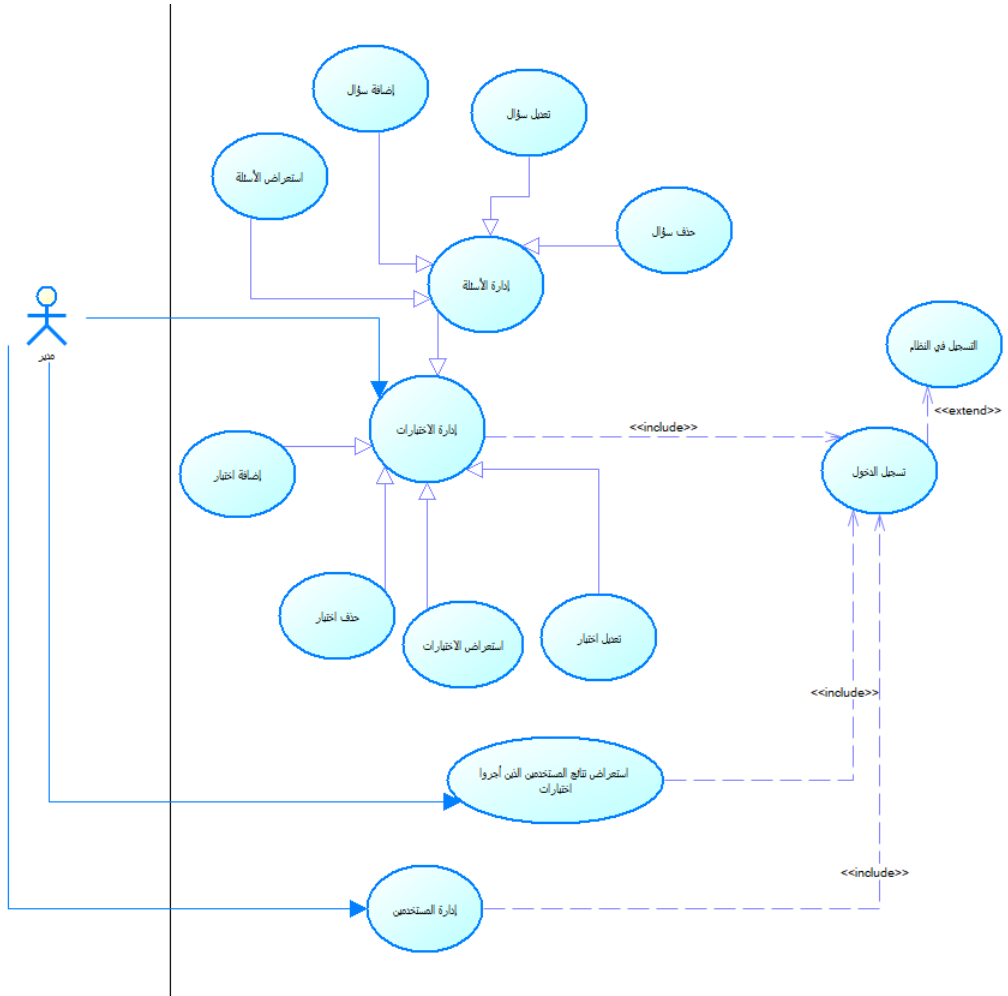 إضافة سؤال
تعديل سؤال
استعراض الأسئلة
حذف سؤال
إدارة الأسئلة
مدير
التسجيل في النظام
<<extend>>
إدارة الاختبارات
<<include>>
تسجيل الدخول
إضافة اختبار
حذف اختبار
استعراض الاختبارات
تعديل اختبار
<<include>>
استعراض نتائج المستخدمين الذين أجروا
اختبارات
<<include>>
إدارة المستخدمين